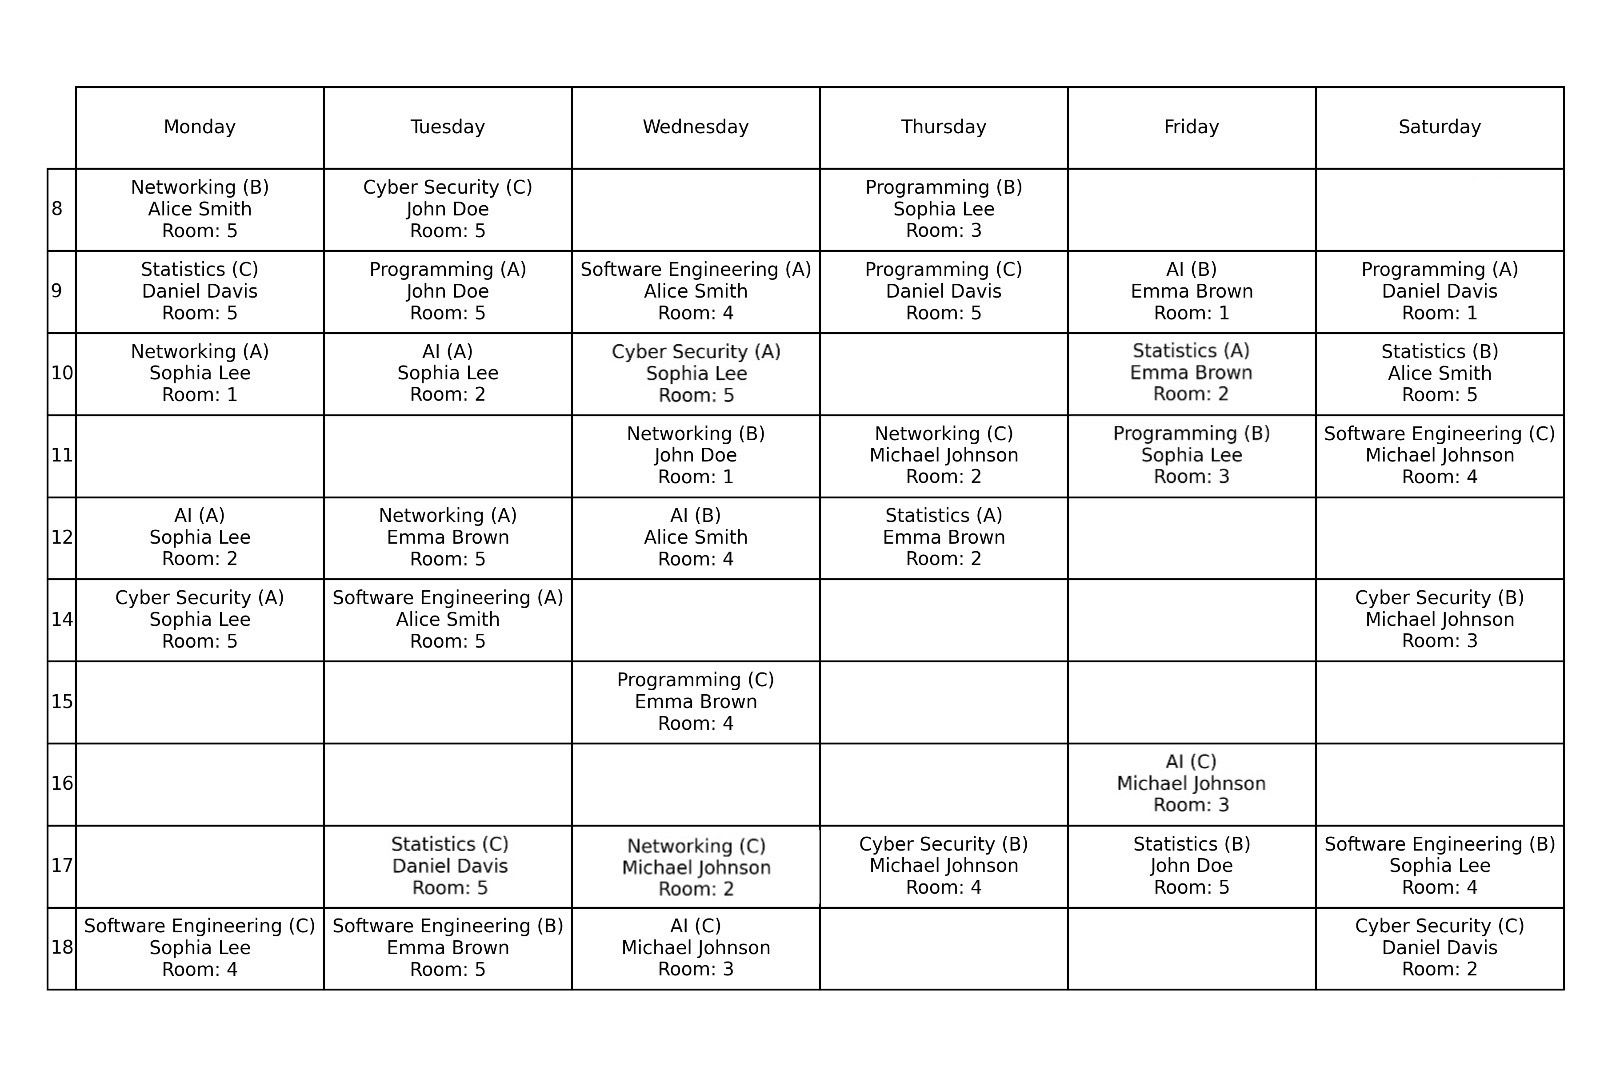 Monday Tuesday Wednesday Thursday Friday Saturday
8
Networking (B)
Alice Smith
Room: 5
Cyber Security (C)
John Doe
Room: 5
Programming (B)
Sophia Lee
Room: 3
9
Statistics (C)
Daniel Davis
Room: 5
Programming (A)
John Doe
Room: 5
Software Engineering (A)
Alice Smith
Room: 4
Programming (C)
Daniel Davis
Room: 5
AI (B)
Emma Brown
Room: 1
Programming (A)
Daniel Davis
Room: 1
10
Networking (A)
Sophia Lee
Room: 1
AI (A)
Sophia Lee
Room: 2
Cyber Security (A)
Sophia Lee
Room: 5
Statistics (A)
Emma Brown
Room: 2
Statistics (B)
Alice Smith
Room: 5
11
Networking (B)
John Doe
Room: 1
Networking (C)
Michael Johnson
Room: 2
Programming (B)
Sophia Lee
Room: 3
Software Engineering (C)
Michael Johnson
Room: 4
12
AI (A)
Sophia Lee
Room: 2
Networking (A)
Emma Brown
Room: 5
AI (B)
Alice Smith
Room: 4
Statistics (A)
Emma Brown
Room: 2
14
Cyber Security (A)
Sophia Lee
Room: 5
Software Engineering (A)
Alice Smith
Room: 5
Cyber Security (B)
Michael Johnson
Room: 3
15
Programming (C)
Emma Brown
Room: 4
16
AI (C)
Michael Johnson
Room: 3
17
Statistics (C)
Daniel Davis
Room: 5
Networking (C)
Michael Johnson
Room: 2
Cyber Security (B)
Michael Johnson
Room: 4
Statistics (B)
John Doe
Room: 5
Software Engineering (B)
Sophia Lee
Room: 4
18
Software Engineering (C)
Sophia Lee
Room: 4
Software Engineering (B)
Emma Brown
Room: 5
AI (C)
Michael Johnson
Room: 3
Cyber Security (C)
Daniel Davis
Room: 2